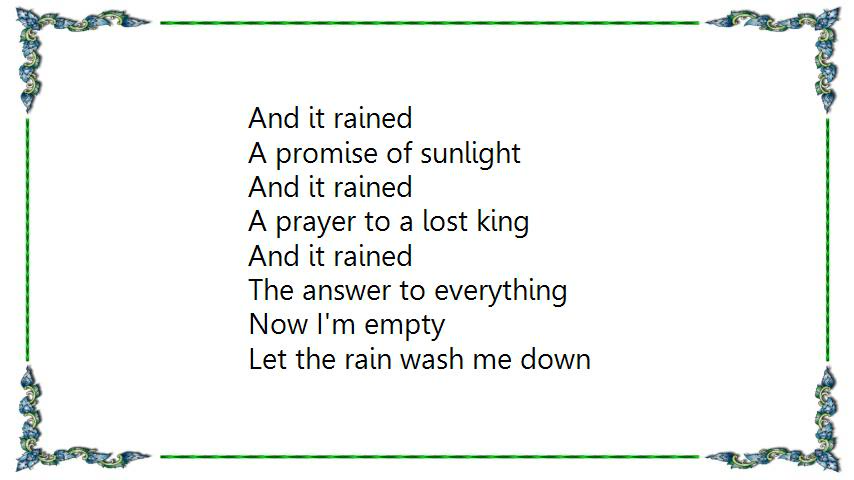 And it rained
A promise of sunlight
And it rained
A prayer to a lost king
And it rained
The answer to everything
Now I'm empty
Let the rain wash me down